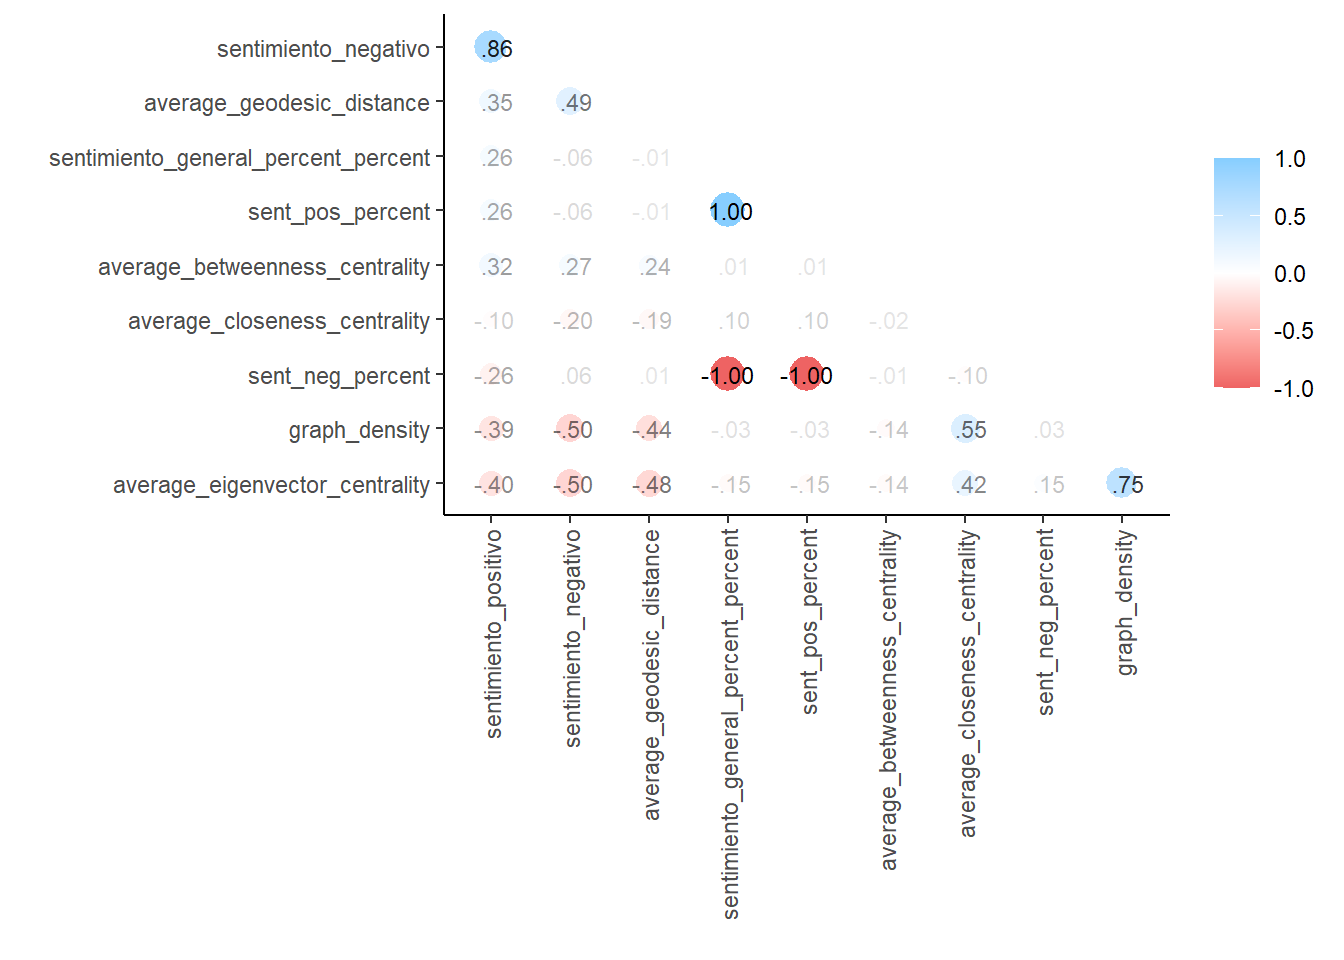 sentimiento_negativo .86
average_geodesic_distance .35 .49
sentimiento_general_percent_percent .26 -.06 -.01
sent_pos_percent .26 -.06 -.01 1.00
average_betweenness_centrality .32 .27 .24 .01 .01
average_closeness_centrality -.10 -.20 -.19 .10 .10 -.02
sent_neg_percent -.26 .06 .01 -1.00 -1.00 -.01 -.10
graph_density -.39 -.50 -.44 -.03 -.03 -.14 .55 .03
average_eigenvector_centrality -.40 -.50 -.48 -.15 -.15 -.14 .42 .15 .75
sentimiento_positivo
sentimiento_negativo
average_geodesic_distance
sentimiento_general_percent_percent
sent_pos_percent
average_betweenness_centrality
average_closeness_centrality
sent_neg_percent
graph_density
1.0
0.5
0.0
-0.5
-1.0